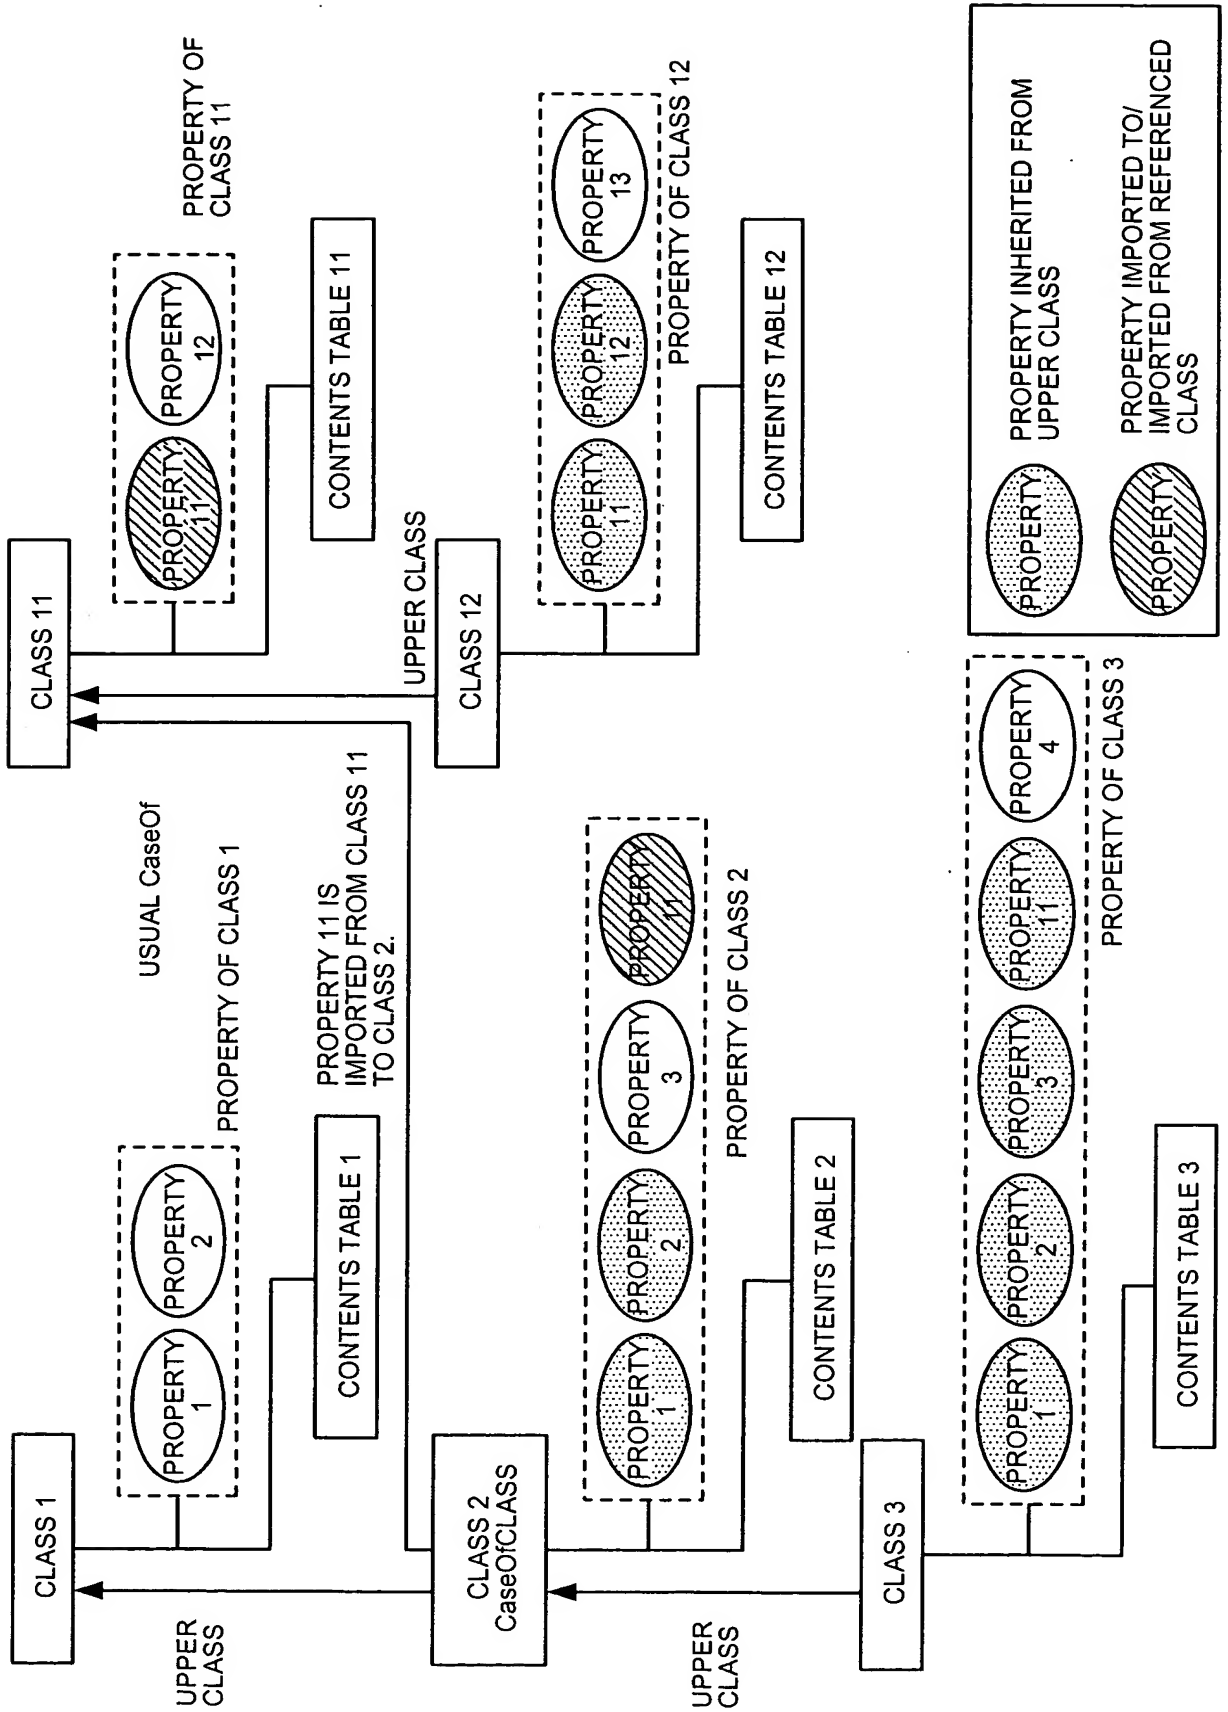 USUAL CaseOf
CLASS 1
PROPERTY
1
PROPERTY
2
PROPERTY OF CLASS 1
CONTENTS TABLE 1
UPPER
CLASS
PROPERTY 11 IS
IMPORTED FROM CLASS 11
TO CLASS 2.
CLASS 11
PROPERTY
11
PROPERTY
12
PROPERTY OF
CLASS 11
CONTENTS TABLE 11
UPPER CLASS
CLASS 2
CaseOfCLASS
PROPERTY
1
PROPERTY
2
PROPERTY
3
PROPERTY
11
PROPERTY OF CLASS 2
CONTENTS TABLE 2
UPPER
CLASS
CLASS 12
PROPERTY
11
PROPERTY
12
PROPERTY
13
PROPERTY OF CLASS 12
CONTENTS TABLE 12
CLASS 3
PROPERTY
1
PROPERTY
2
PROPERTY
3
PROPERTY
11
PROPERTY
4
PROPERTY OF CLASS 3
CONTENTS TABLE 3
PROPERTY
PROPERTY INHERITED FROM
UPPER CLASS
PROPERTY
PROPERTY IMPORTED TO/
IMPORTED FROM REFERENCED
CLASS